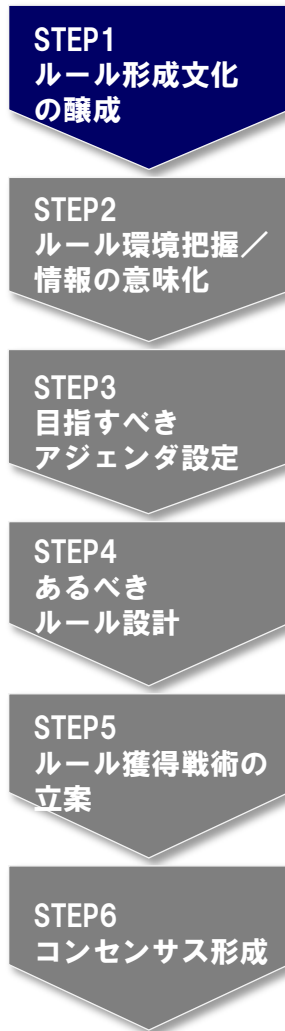 STEP1
ルール形成文化
の醸成
STEP2
ルール環境把握／
情報の意味化
STEP3
目指すべき
アジェンダ設定
STEP4
あるべき
ルール設計
STEP5
ルール獲得戦術の
立案
STEP6
コンセンサス形成